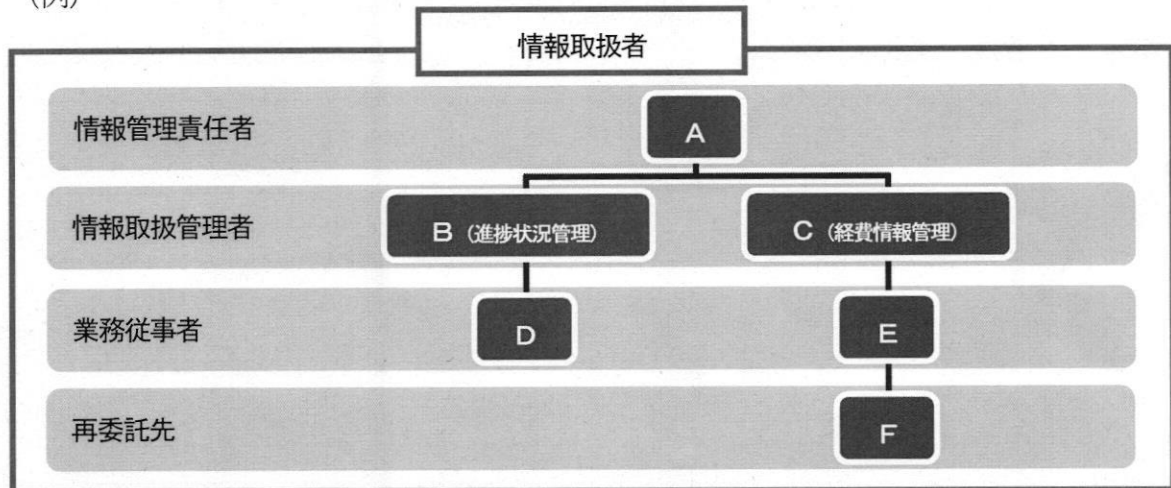 （例）
情報取扱者
情報管理責任者
A
情報取扱管理者
B（進捗状況管理）
C（経費情報管理）
業務従事者
D
E
再委託先
F